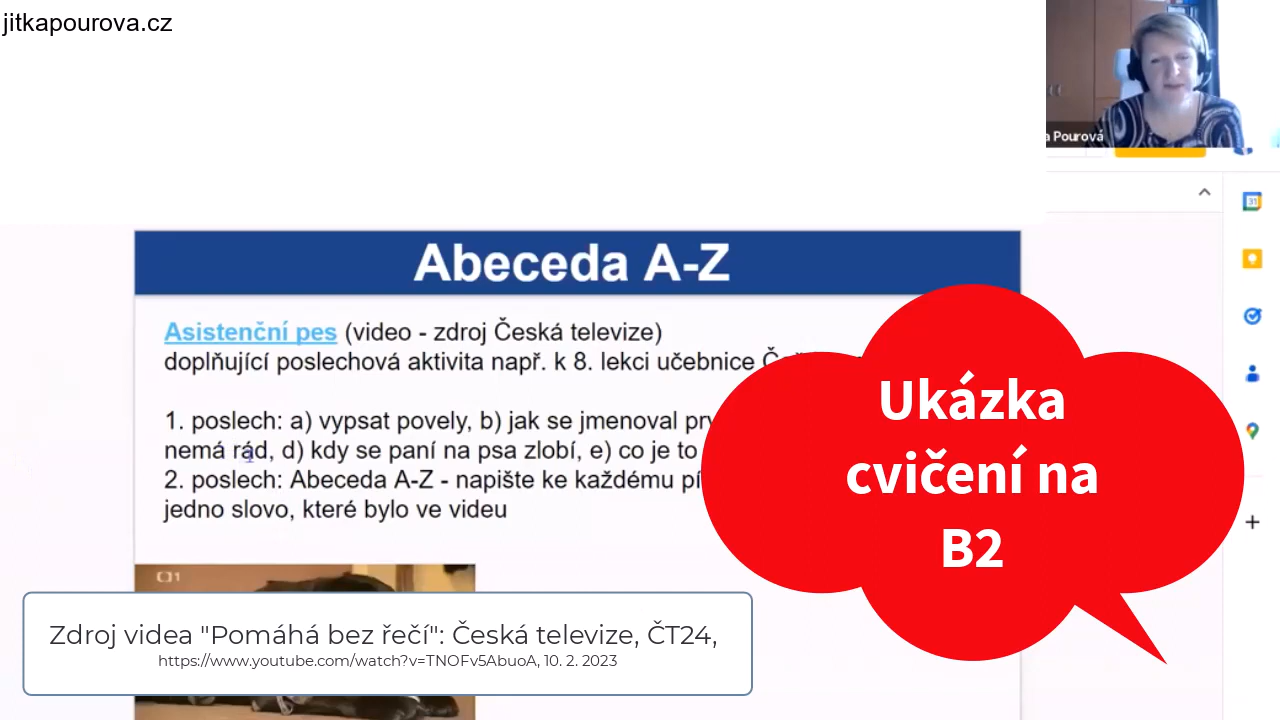 jitkapourova.cz
a Pourová
31
Abeceda A-Z
Asistenční pes (video - zdroj Česká televize)
doplňující poslechová aktivita např. k 8. lekci učebnice
1. poslech: a) vypsat povely, b) jak se jmenoval
nemá rád, d) kdy se paní na psa zlobí, e) co je to
2. poslech: Abeceda A-Z - napište ke každému
jedno slovo, které bylo ve videu
Ukázka
cvičení na
B2
1
Zdroj videa "Pomáhá bez řečí": Česká televize, ČT24,
https://www.youtube.com/watch?v=TNOFv5AbuoA, 10. 2. 2023